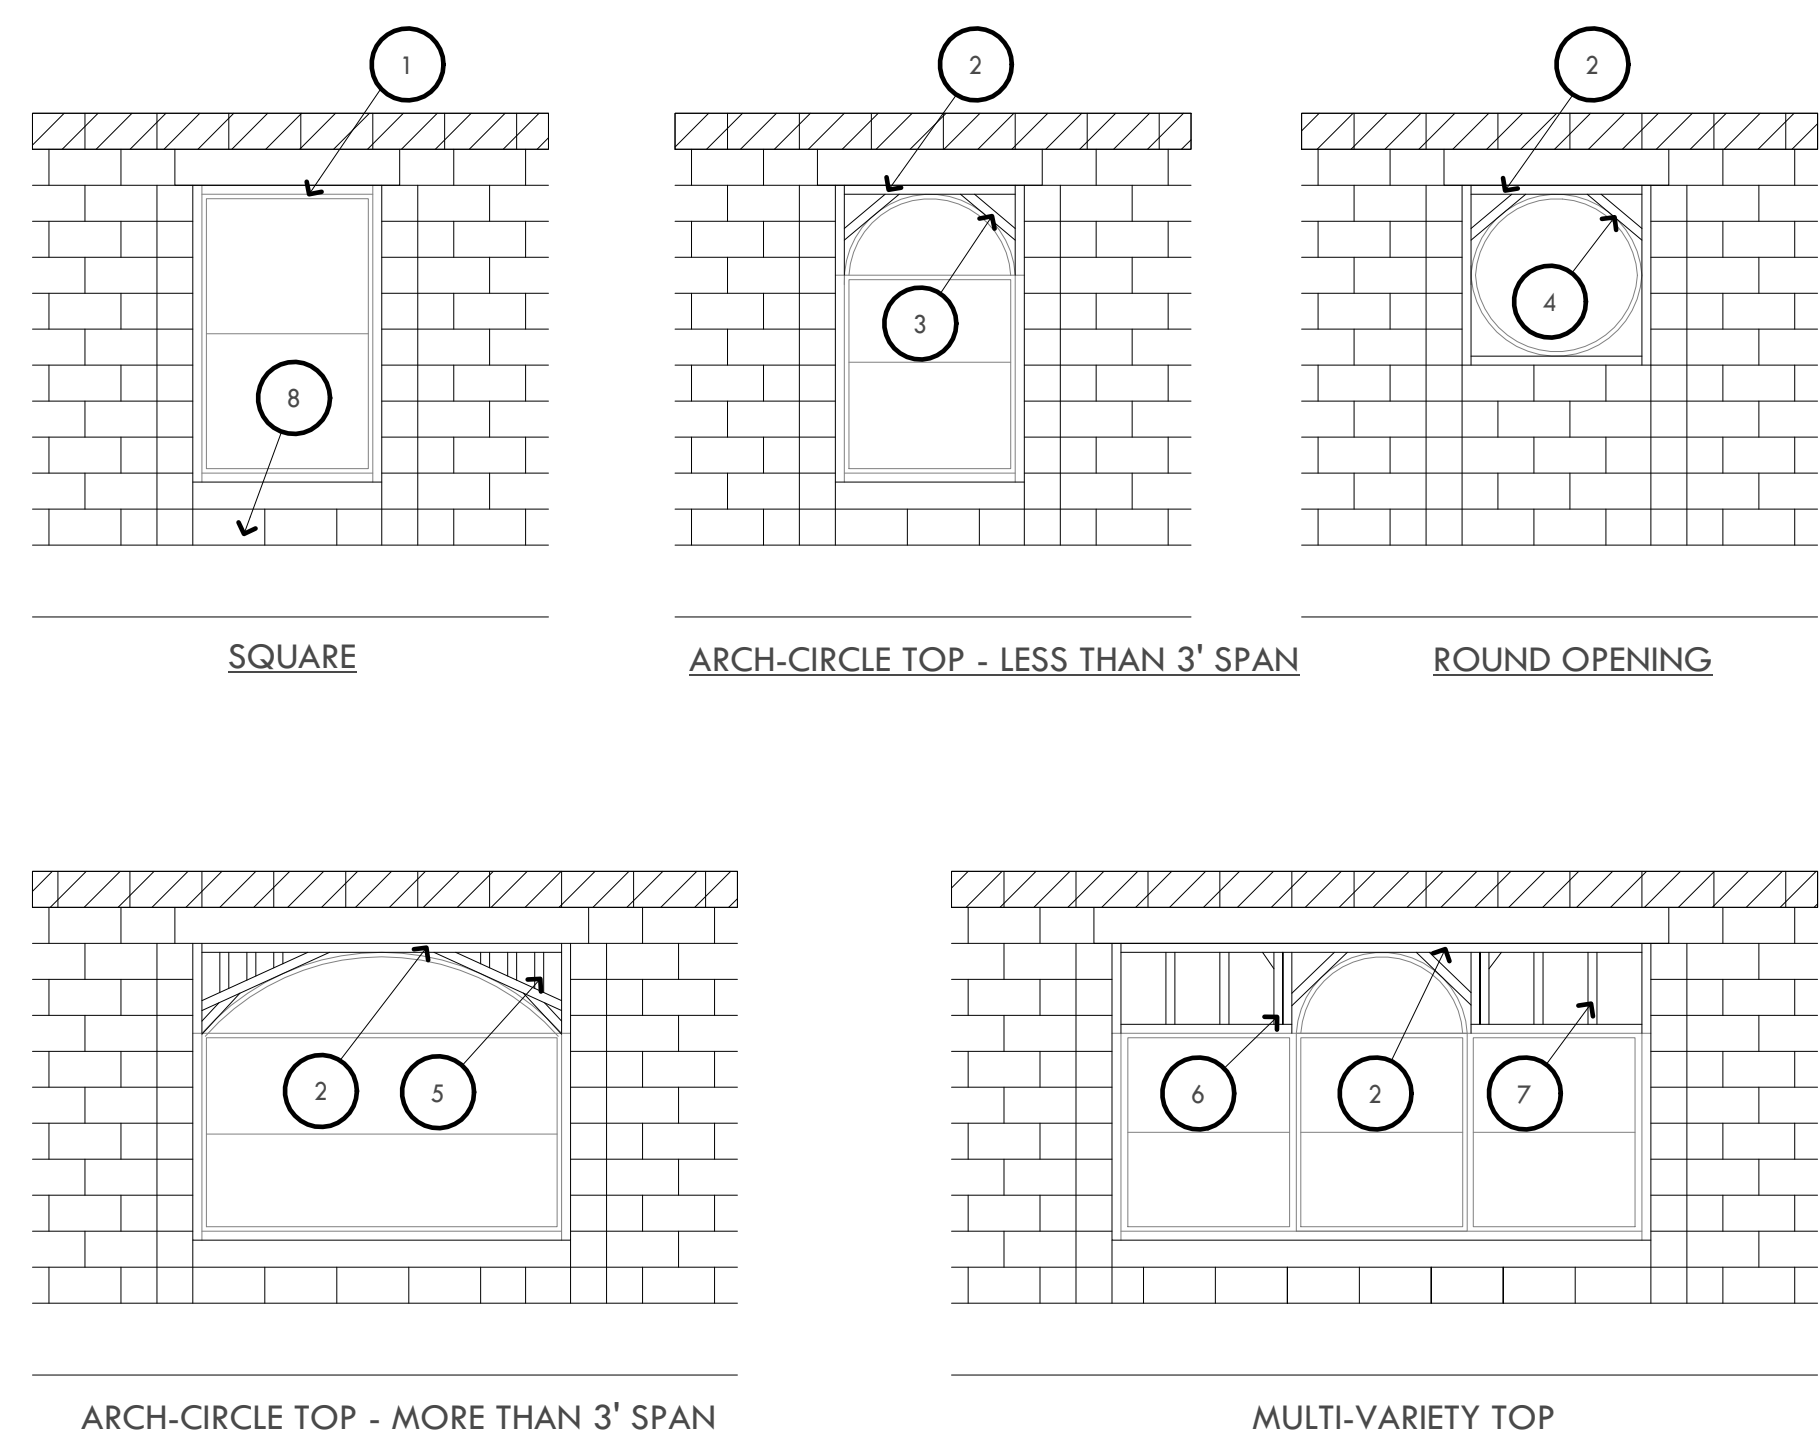 1
2
2
3
4
8
SQUARE
ARCH-CIRCLE TOP - LESS THAN 3' SPAN
ROUND OPENING
2
5
6
2
7
ARCH-CIRCLE TOP - MORE THAN 3' SPAN
MULTI-VARIETY TOP